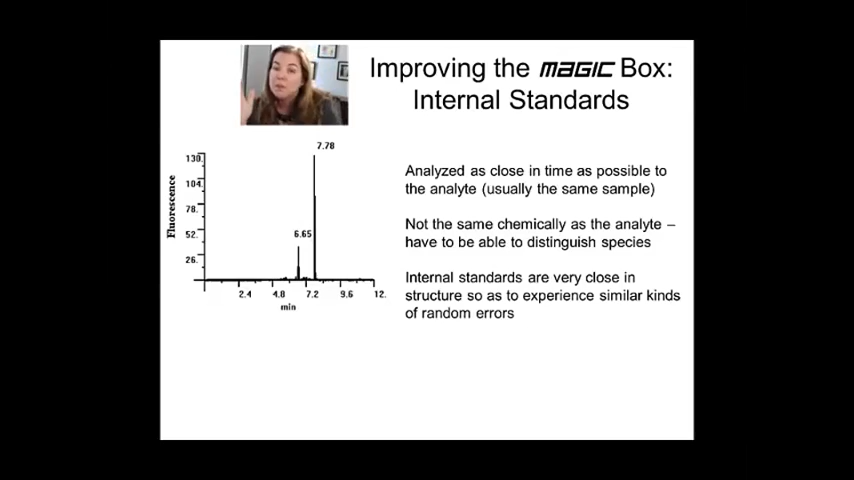 Improving the MAGIC Box:
Internal Standards
7.78
130.
104.
78.
52.
26.
6.65
Fluorescence
2.4 4.8 7.2 9.6 12.
min
Analyzed as close in time as possible to
the analyte (usually the same sample)
Not the same chemically as the analyte –
have to be able to distinguish species
Internal standards are very close in
structure so as to experience similar kinds
of random errors